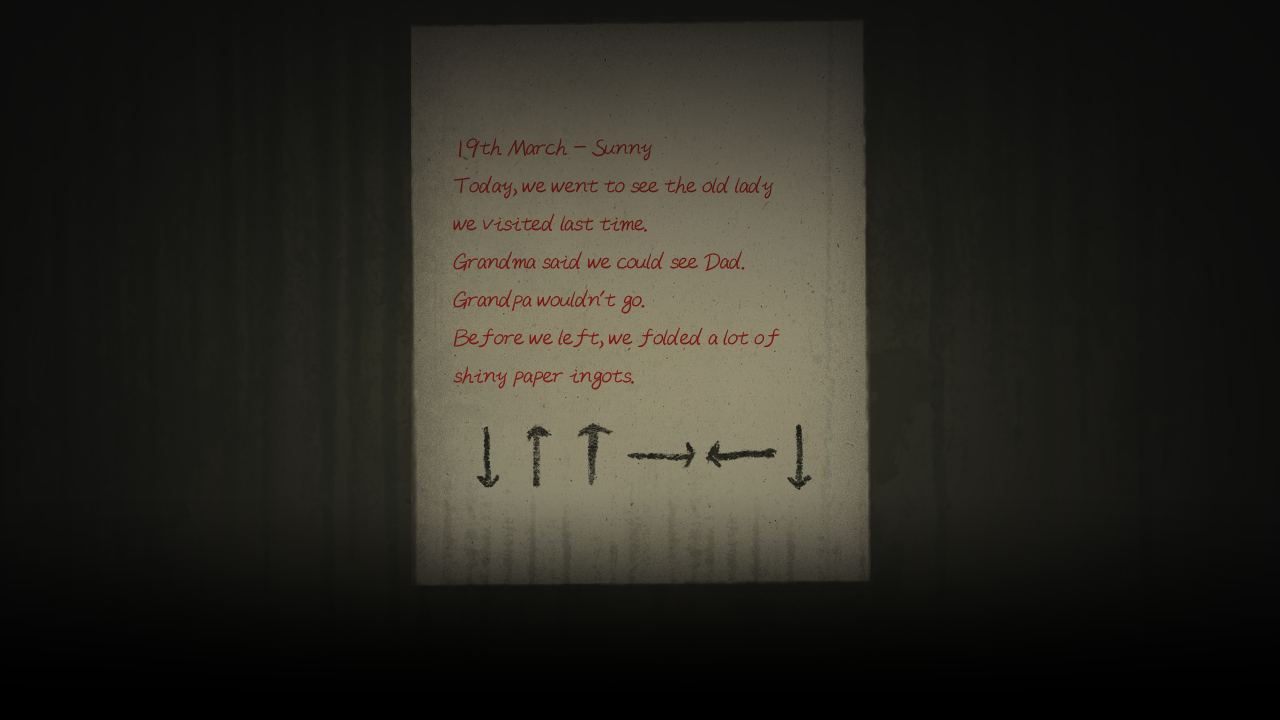 19th March - Sunny
Today, we went to see the old lady
we visited last time.
Grandma said we could see Dad.
Grandpa wouldn't go.
Before we left, we folded a lot of
shiny paper ingots.
↓ ↑ ↑ → ← ↓